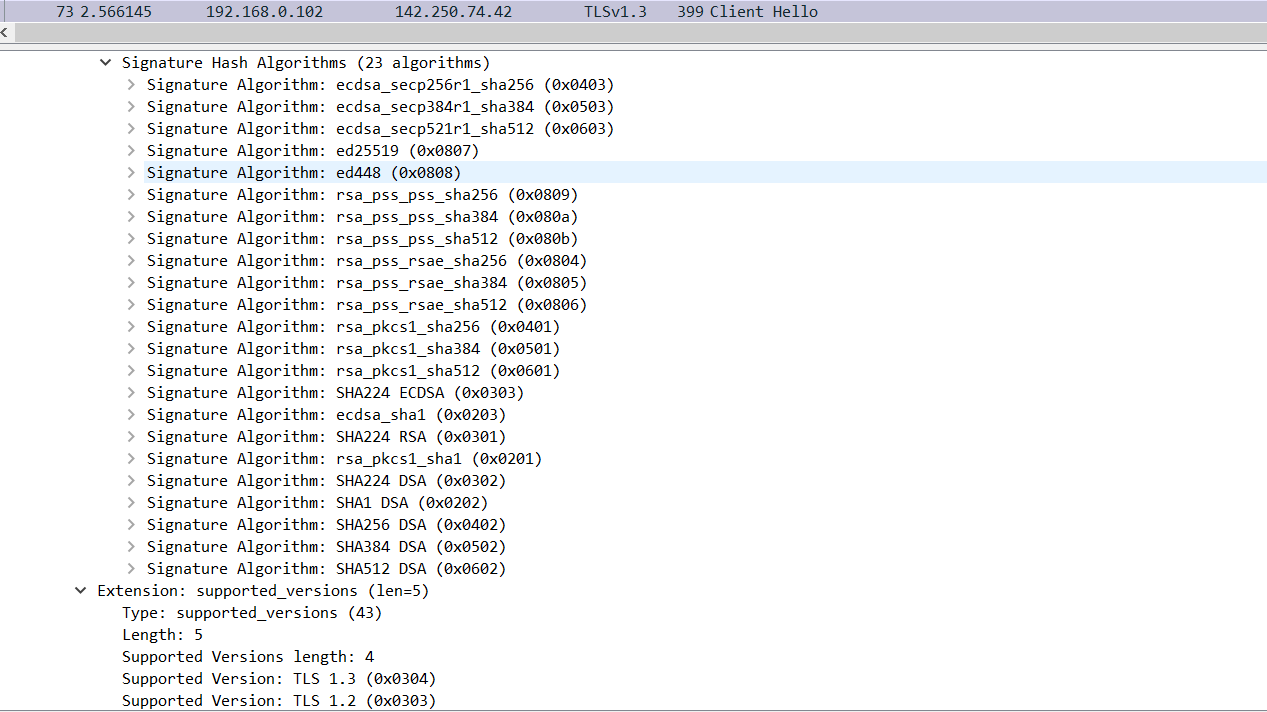 73 2.566145 192.168.0.102 142.250.74.42 TLSv1.3 399 Client Hello
Signature Hash Algorithms (23 algorithms)
Signature Algorithm: ecdsa_secp256r1_sha256 (0x0403)
Signature Algorithm: ecdsa_secp384r1_sha384 (0x0503)
Signature Algorithm: ecdsa_secp521r1_sha512 (0x0603)
Signature Algorithm: ed25519 (0x0807)
Signature Algorithm: ed448 (0x0808)
Signature Algorithm: rsa_pss_pss_sha256 (0x0809)
Signature Algorithm: rsa_pss_pss_sha384 (0x080a)
Signature Algorithm: rsa_pss_pss_sha512 (0x080b)
Signature Algorithm: rsa_pss_rsae_sha256 (0x0804)
Signature Algorithm: rsa_pss_rsae_sha384 (0x0805)
Signature Algorithm: rsa_pss_rsae_sha512 (0x0806)
Signature Algorithm: rsa_pkcs1_sha256 (0x0401)
Signature Algorithm: rsa_pkcs1_sha384 (0x0501)
Signature Algorithm: rsa_pkcs1_sha512 (0x0601)
Signature Algorithm: SHA224 ECDSA (0x0303)
Signature Algorithm: ecdsa_sha1 (0x0203)
Signature Algorithm: SHA224 RSA (0x0301)
Signature Algorithm: rsa_pkcs1_sha1 (0x0201)
Signature Algorithm: SHA224 DSA (0x0302)
Signature Algorithm: SHA1 DSA (0x0202)
Signature Algorithm: SHA256 DSA (0x0402)
Signature Algorithm: SHA384 DSA (0x0502)
Signature Algorithm: SHA512 DSA (0x0602)
Extension: supported_versions (len=5)
Type: supported_versions (43)
Length: 5
Supported Versions length: 4
Supported Version: TLS 1.3 (0x0304)
Supported Version: TLS 1.2 (0x0303)